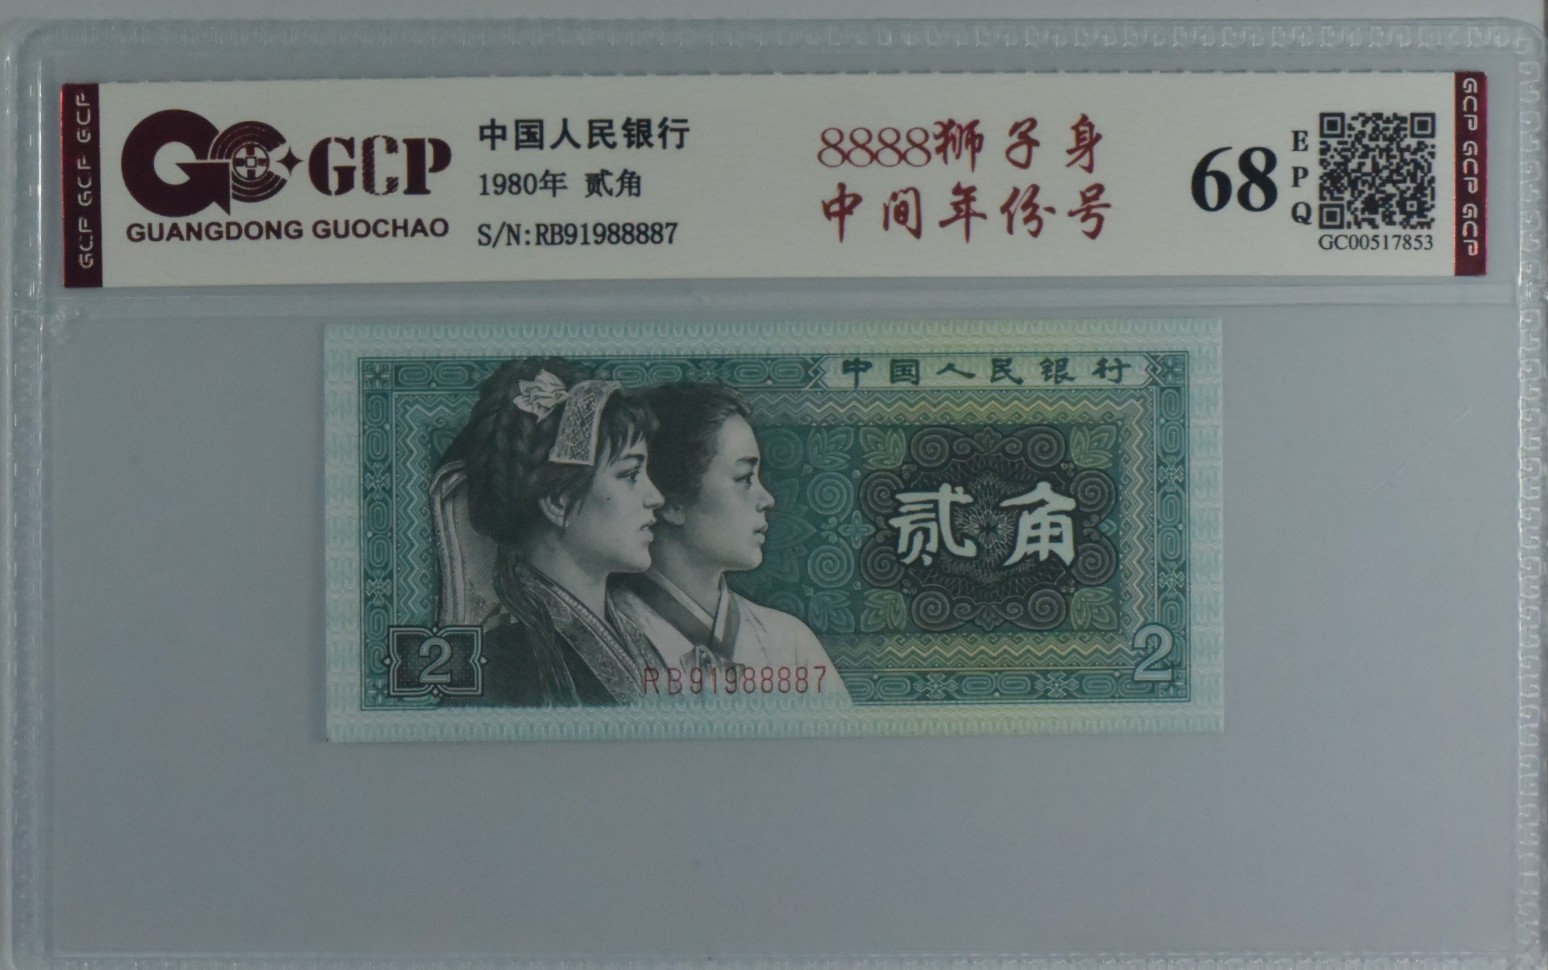 GCP GCP GCP
GCP
GUANGDONG GUOCHAO
中国人民银行
1980年 贰角
S/N:RB91988887
8888狮子身
中间年份号
68
EPQ
GC00517853
GCP GCP GCP
中国人民银行
贰角
2
2
RB91988887